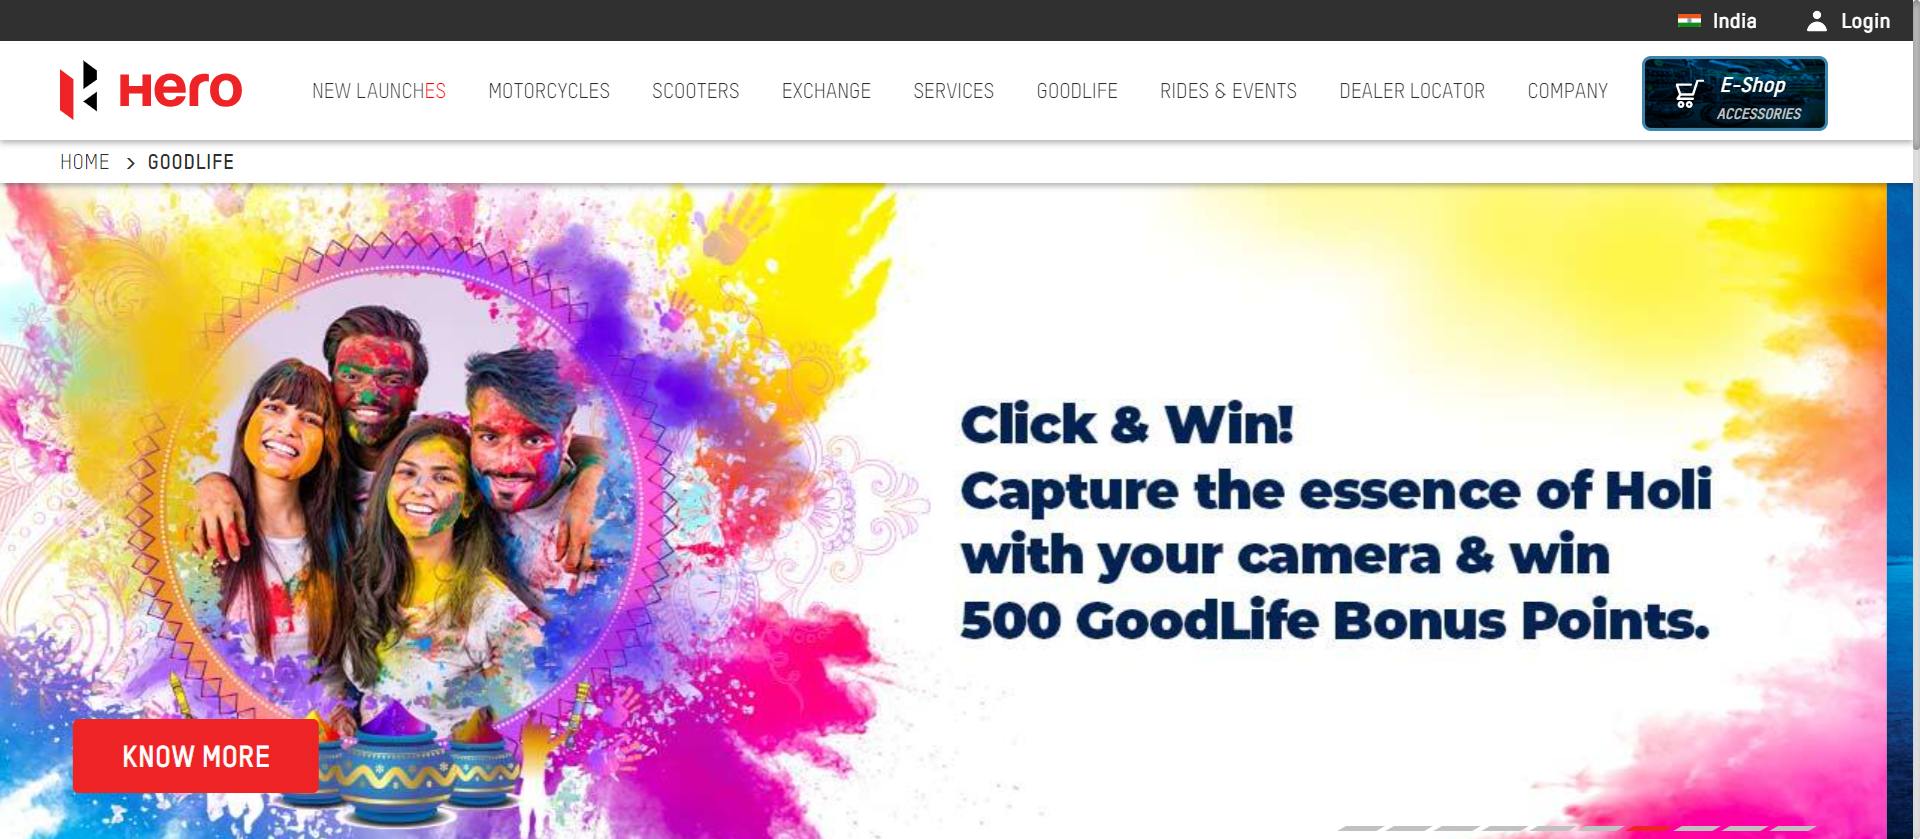 India
Login
Hero
NEW LAUNCHES
MOTORCYCLES
SCOOTERS
EXCHANGE
SERVICES
GOODLIFE
RIDES & EVENTS
DEALER LOCATOR
COMPANY
E-Shop
ACCESSORIES
HOME > GOODLIFE
Click & Win!
Capture the essence of Holi
with your camera & win
500 GoodLife Bonus Points.
KNOW MORE